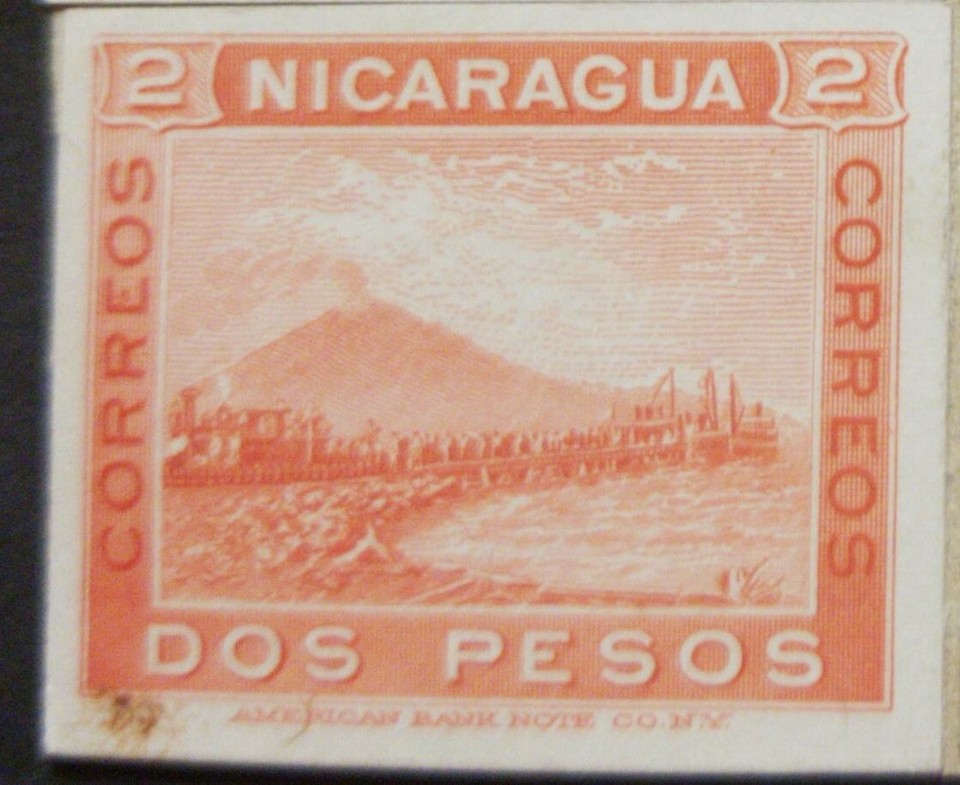 2 NICARAGUA 2
CORREOS
CORREOS
DOS PESOS
AMERICAN BANK NOTE CO. N.Y.